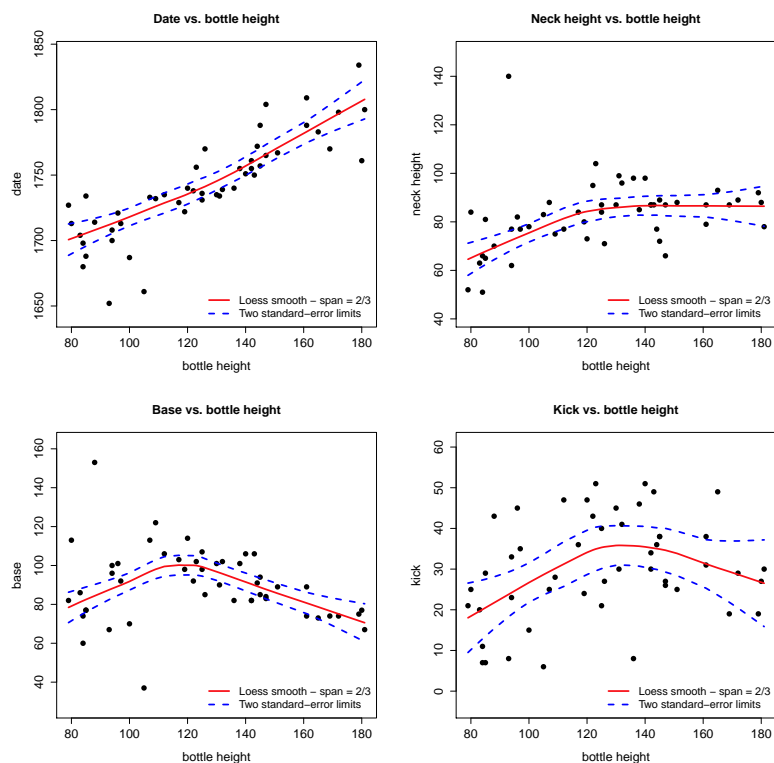 Date vs. bottle height
date
1650 1700 1750 1800 1850
80 100 120 140 160 180
bottle height
Loess smooth − span = 2/3
Two standard−error limits
Neck height vs. bottle height
neck height
40 60 80 100 120 140
80 100 120 140 160 180
bottle height
Loess smooth − span = 2/3
Two standard−error limits
Base vs. bottle height
base
40 60 80 100 120 140 160
80 100 120 140 160 180
bottle height
Loess smooth − span = 2/3
Two standard−error limits
Kick vs. bottle height
kick
0 10 20 30 40 50 60
80 100 120 140 160 180
bottle height
Loess smooth − span = 2/3
Two standard−error limits